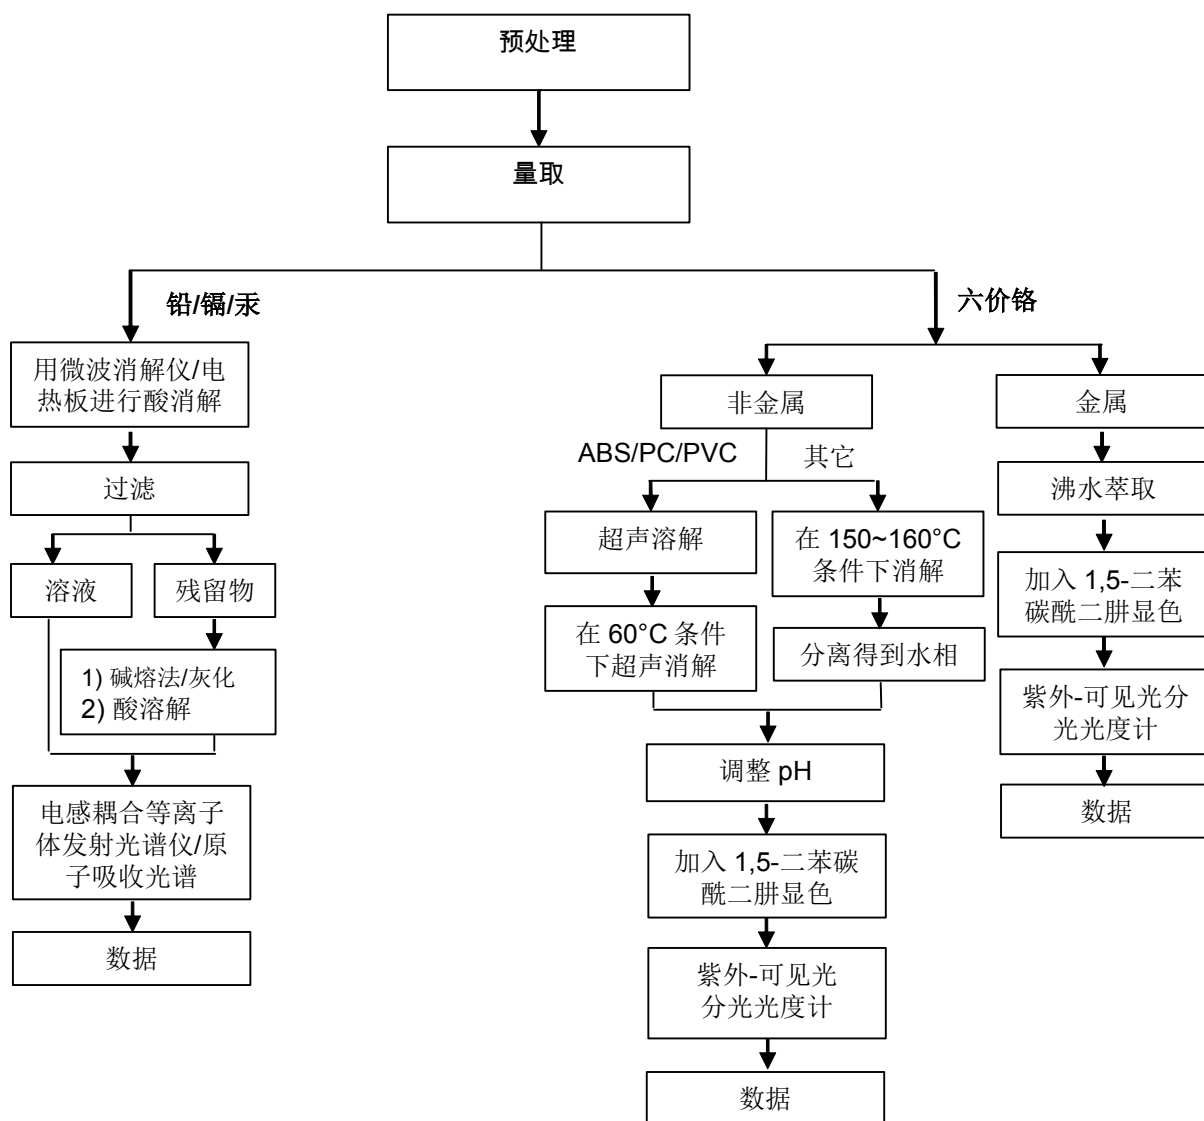 预处理
量取
铅/镉/汞
六价铬
用微波消解仪/电
热板进行酸消解
过滤
溶液
残留物
1) 碱熔法/灰化
2) 酸溶解
电感耦合等离子
体发射光谱仪/原
子吸收光谱
数据
非金属
ABS/PC/PVC
其它
超声溶解
在 60°C 条件
下超声消解
在 150~160°C
条件下消解
分离得到水相
调整 pH
加入 1,5-二苯碳
酰二肼显色
紫外-可见光
分光光度计
数据
金属
沸水萃取
加入 1,5-二苯
碳酰二肼显色
紫外-可见光分
光光度计
数据